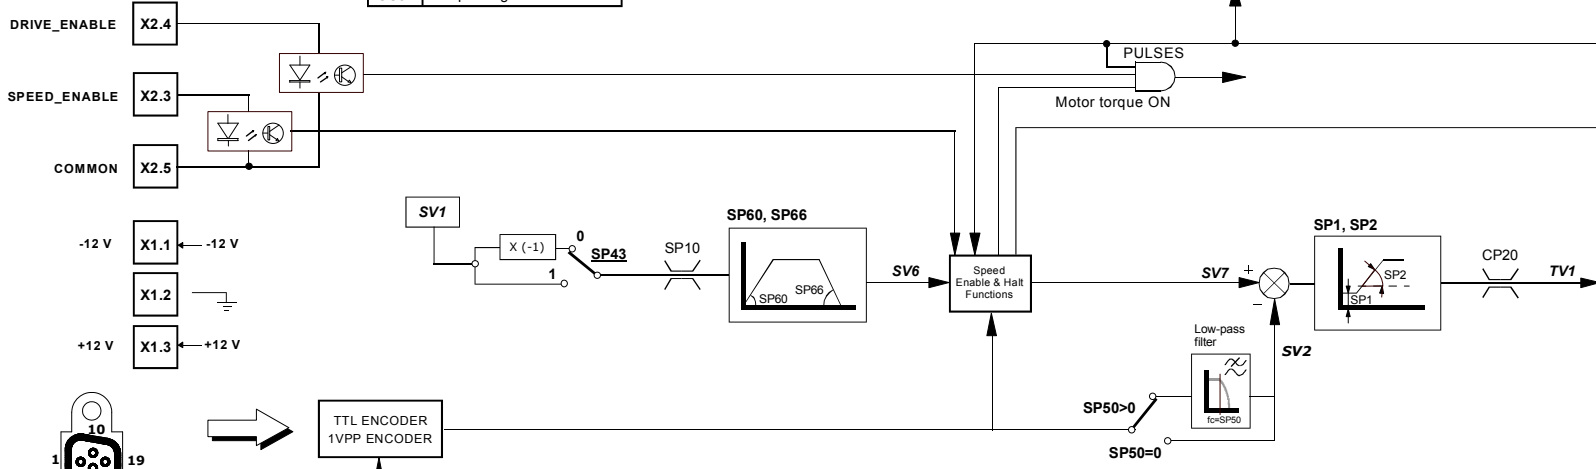 DRIVE_ENABLE
X2.4
PULSES
SPEED_ENABLE
X2.3
Motor torque ON
COMMON
X2.5
SV1
SP60, SP66
SP1, SP2
-12 V
X1.1
-12 V
X (-1)
0
SP43
1
SP10
SP60
SP66
SV6
Speed
Enable & Halt
Functions
SV7
+
–
SP2
SP1
CP20
TV1
X1.2
+12 V
X1.3
+12 V
Low-pass
filter
SV2
fc=SP50
SP50>0
SP50=0
TTL ENCODER
1VPP ENCODER
10
1
19